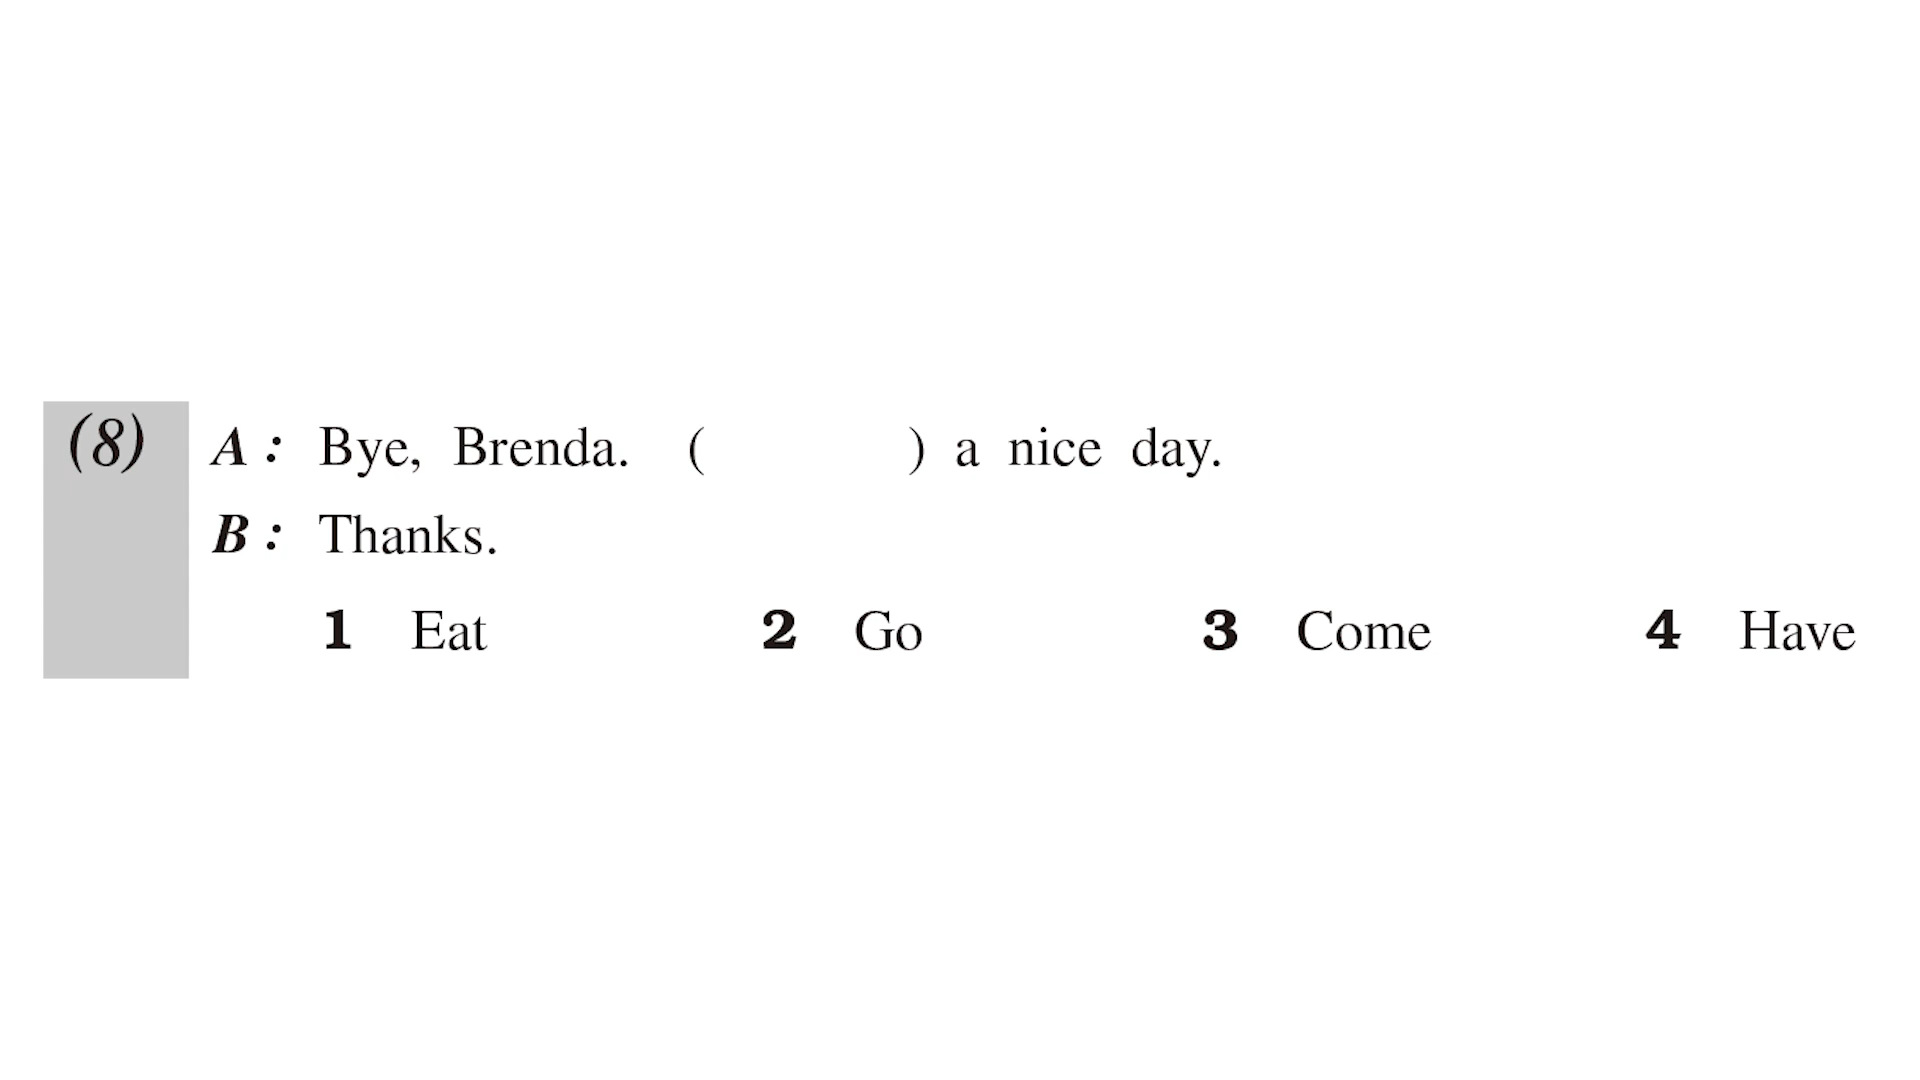 (8) A: Bye, Brenda. ( ) a nice day.
B: Thanks.
1 Eat 2 Go 3 Come 4 Have